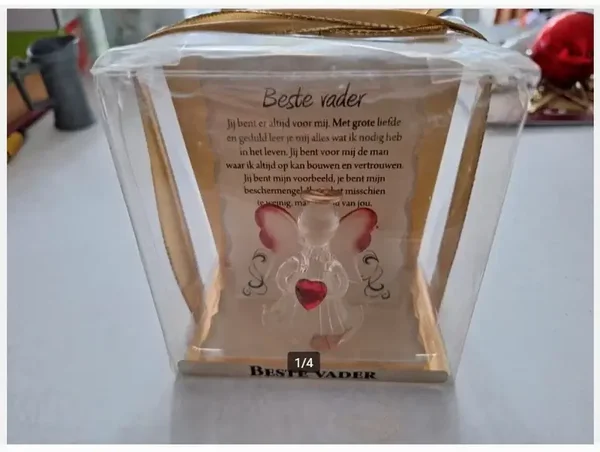 Beste vader
Jij bent er altijd voor mij. Met grote liefde
en geduld leer je mij alles wat ik nodig heb
in het leven. Jij bent voor mij de man
waar ik altijd op kan bouwen en vertrouwen.
Jij bent mijn voorbeeld, je bent mijn
beschermengel. misschien
te weinig, van jou.
1/4
BESTE VADER